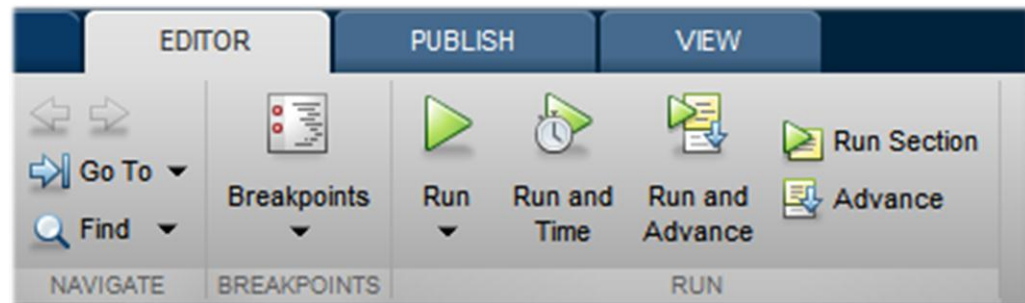 EDITOR
PUBLISH
VIEW
Go To
Find
NAVIGATE
Breakpoints
BREAKPOINTS
Run
Run and
Time
Run and
Advance
Run Section
Advance
RUN